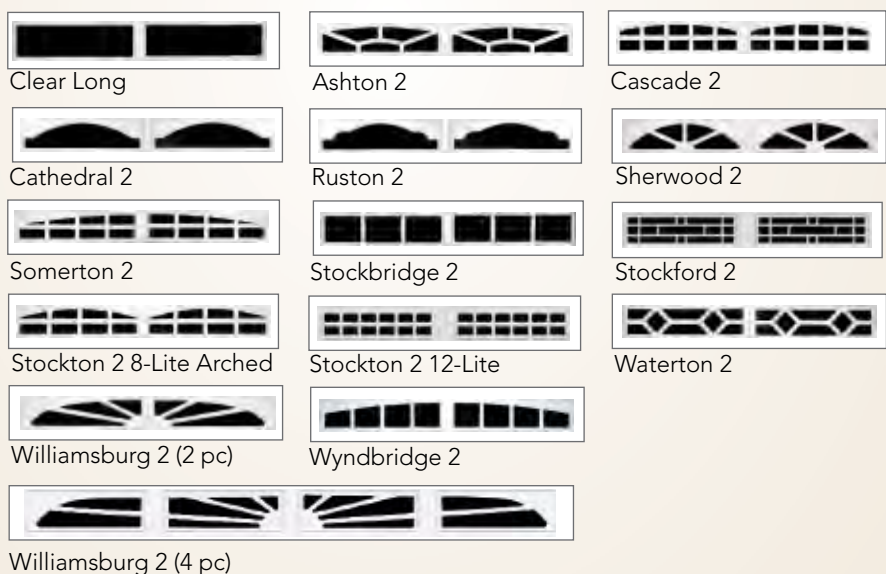 Clear Long
Ashton 2
Cascade 2
Cathedral 2
Ruston 2
Sherwood 2
Somerton 2
Stockbridge 2
Stockford 2
Stockton 2 8-Lite Arched
Stockton 2 12-Lite
Waterton 2
Williamsburg 2 (2 pc)
Wyndbridge 2
Williamsburg 2 (4 pc)